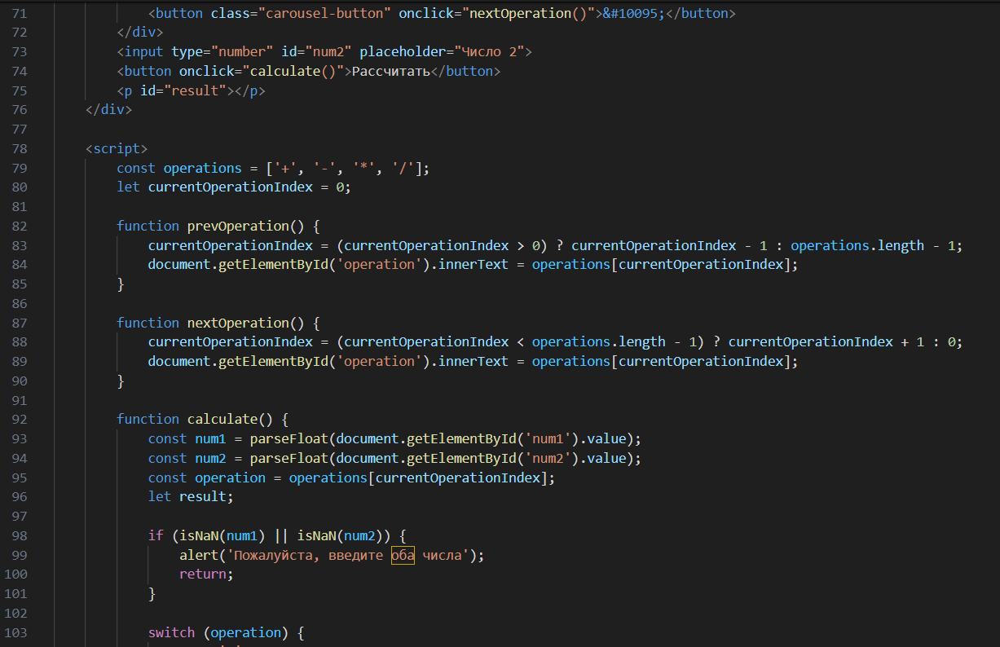 71 <button class="carousel-button" onclick="nextOperation()">&#10095;</button>
72 </div>
73 <input type="number" id="num2" placeholder="Число 2">
74 <button onclick="calculate()">Рассчитать</button>
75 <p id="result"></p>
76 </div>
77
78 <script>
79 const operations = ['+', '-', '*', '/'];
80 let currentOperationIndex = 0;
81
82 function prevOperation() {
83 currentOperationIndex = (currentOperationIndex > 0) ? currentOperationIndex - 1 : operations.length - 1;
84 document.getElementById('operation').innerText = operations[currentOperationIndex];
85 }
86
87 function nextOperation() {
88 currentOperationIndex = (currentOperationIndex < operations.length - 1) ? currentOperationIndex + 1 : 0;
89 document.getElementById('operation').innerText = operations[currentOperationIndex];
90 }
91
92 function calculate() {
93 const num1 = parseFloat(document.getElementById('num1').value);
94 const num2 = parseFloat(document.getElementById('num2').value);
95 const operation = operations[currentOperationIndex];
96 let result;
97
98 if (isNaN(num1) || isNaN(num2)) {
99 alert('Пожалуйста, введите оба числа');
100 return;
101 }
102
103 switch (operation) {